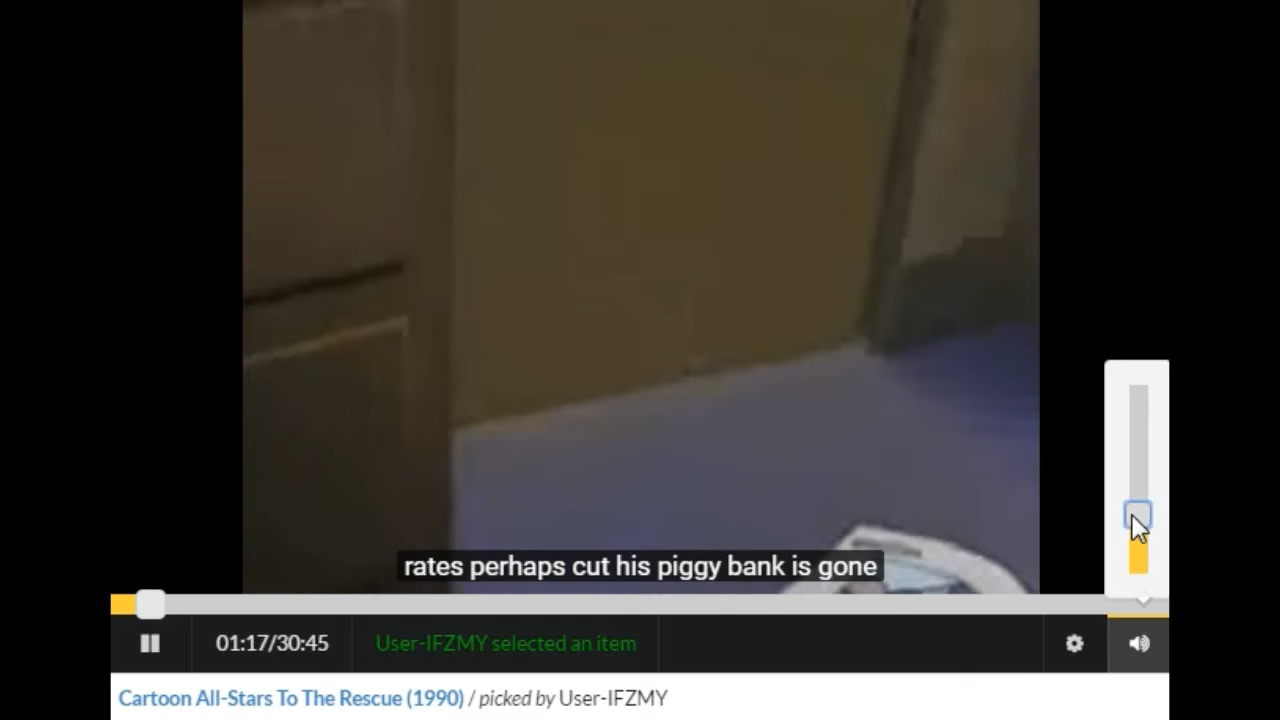 rates perhaps cut his piggy bank is gone
01:17/30:45 User-IFZMY selected an item
Cartoon All-Stars To The Rescue (1990) / picked by User-IFZMY